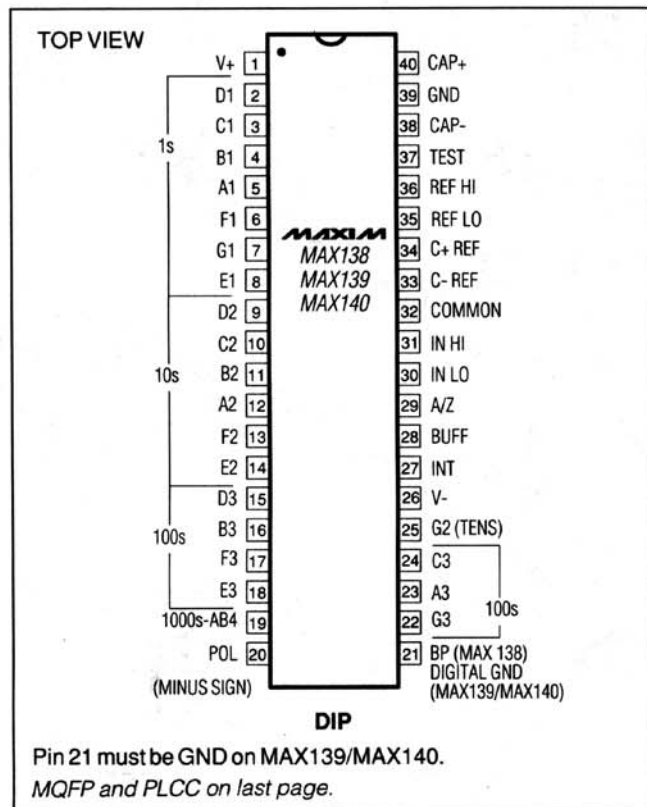 TOP VIEW
V+ 1
D1 2
C1 3
1s
B1 4
A1 5
F1 6
G1 7
E1 8
D2 9
C2 10
10s
B2 11
A2 12
F2 13
E2 14
D3 15
B3 16
100s
F3 17
E3 18
1000s-AB4 19
POL 20
(MINUS SIGN)
MAXIM
MAX138
MAX139
MAX140
40 CAP+
39 GND
38 CAP-
37 TEST
36 REF HI
35 REF LO
34 C+ REF
33 C- REF
32 COMMON
31 IN HI
30 IN LO
29 A/Z
28 BUFF
27 INT
26 V-
25 G2 (TENS)
24 C3
23 A3
100s
22 G3
21 BP (MAX 138)
DIGITAL GND
(MAX139/MAX140)
DIP
Pin 21 must be GND on MAX139/MAX140.
MQFP and PLCC on last page.